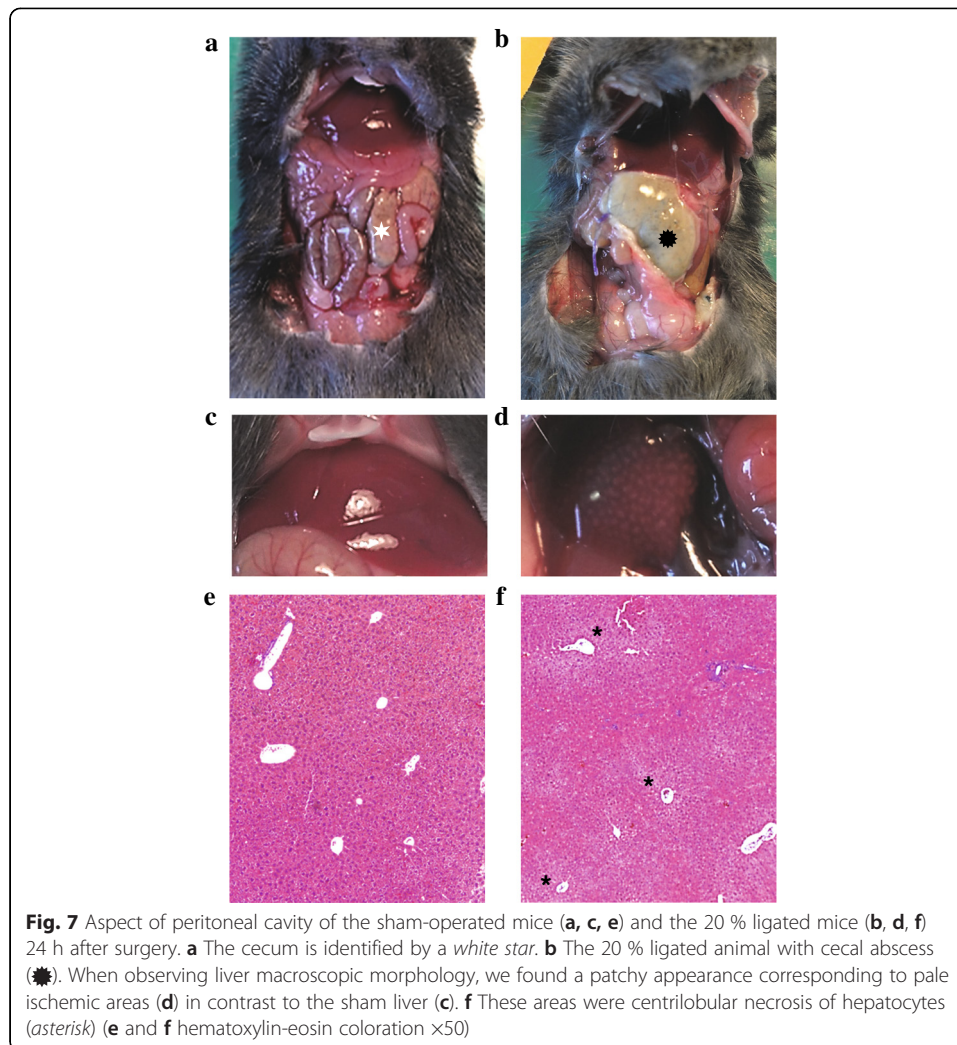 a
b
c
d
e
f
*
*
*
Fig. 7 Aspect of peritoneal cavity of the sham-operated mice (a, c, e) and the 20 % ligated mice (b, d, f)
24 h after surgery. a The cecum is identified by a white star. b The 20 % ligated animal with cecal abscess
(✹). When observing liver macroscopic morphology, we found a patchy appearance corresponding to pale
ischemic areas (d) in contrast to the sham liver (c). f These areas were centrilobular necrosis of hepatocytes
(asterisk) (e and f hematoxylin-eosin coloration ×50)